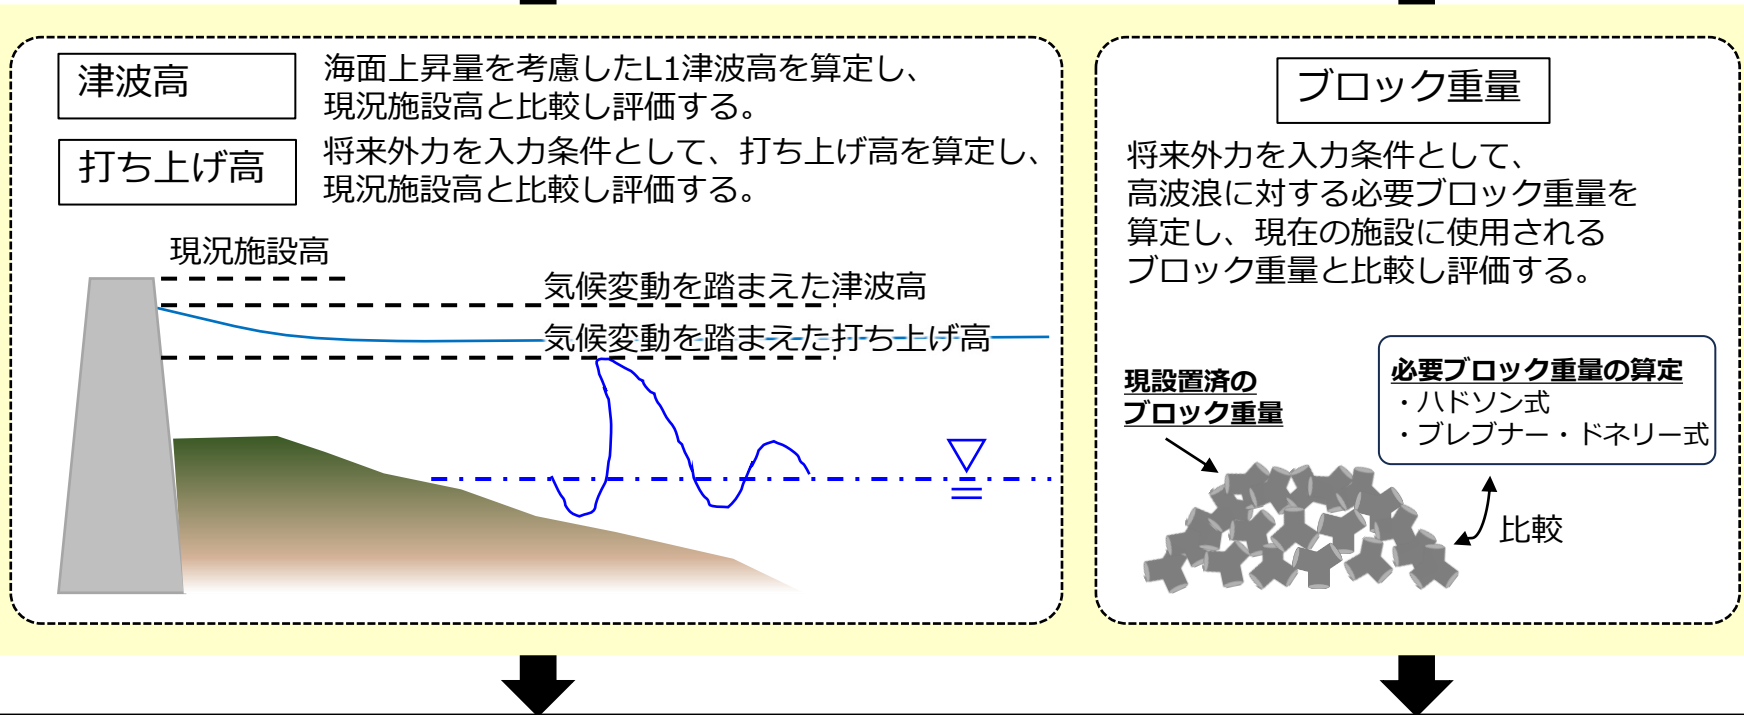 津波高
海面上昇量を考慮したL1津波高を算定し、
現況施設高と比較し評価する。
打ち上げ高
将来外力を入力条件として、打ち上げ高を算定し、
現況施設高と比較し評価する。
現況施設高
気候変動を踏まえた津波高
気候変動を踏まえた打ち上げ高
ブロック重量
将来外力を入力条件として、
高波浪に対する必要ブロック重量を
算定し、現在の施設に使用される
ブロック重量と比較し評価する。
現設置済の
ブロック重量
必要ブロック重量の算定
・ハドソン式
・ブレブナー・ドネリー式
比較